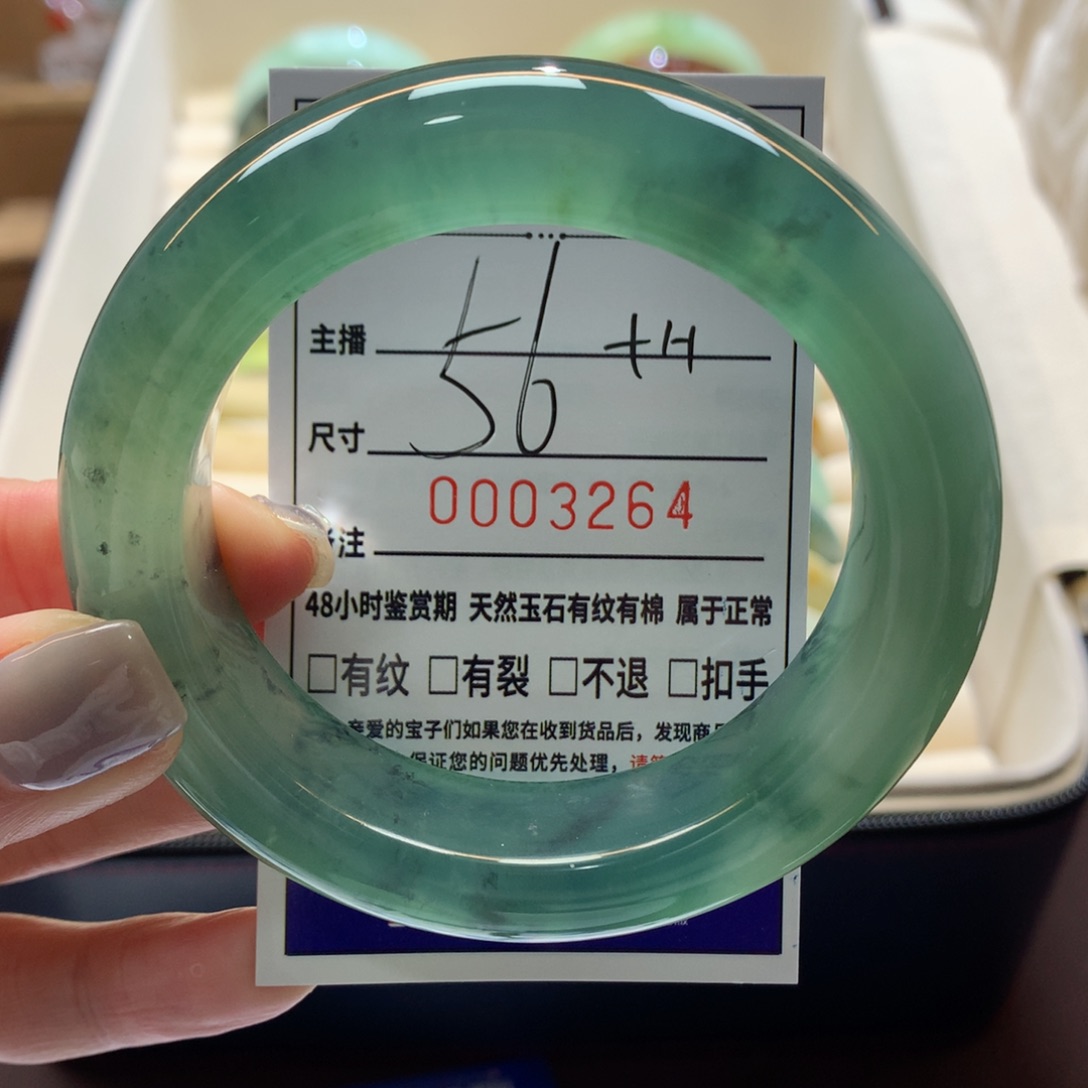 主播
56 +H
尺寸
0003264
注
48小时鉴赏期 天然玉石有纹有棉 属于正常
□有纹 □有裂 □不退 □扣手
亲爱的宝子们如果您在收到货品后，发现商
保证您的问题优先处理，请